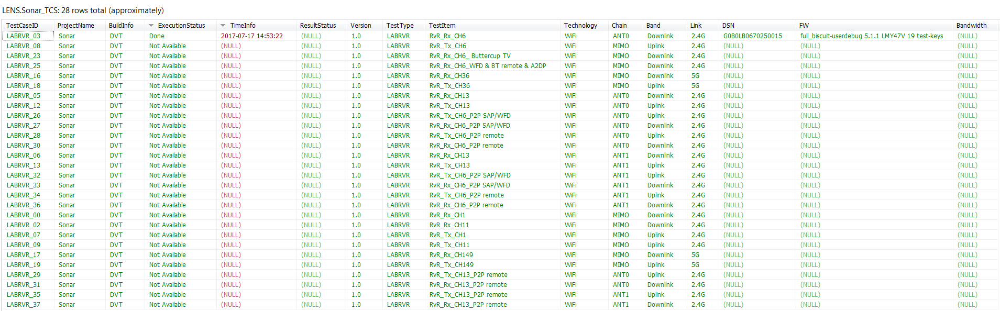 LENS.Sonar_TCS: 28 rows total (approximately)
TestCaseID ProjectName BuildInfo ExecutionStatus TimeInfo ResultStatus Version TestType TestItem Technology Chain Band Link DSN FW Bandwidth
LABRVR_03 Sonar DVT Done 2017-07-17 14:53:22 (NULL) 1.0 LABRVR RvR_Rx_CH6 WiFi ANT0 Downlink 2.4G G0B0LB0670250015 full_biscuit-userdebug 5.1.1 LMY47V 19 test-keys (NULL)
LABRVR_08 Sonar DVT Not Available (NULL) (NULL) 1.0 LABRVR RvR_Tx_CH6 WiFi MIMO Uplink 2.4G (NULL) (NULL) (NULL)
LABRVR_23 Sonar DVT Not Available (NULL) (NULL) 1.0 LABRVR RvR_Rx_CH6_ Buttercup TV WiFi MIMO Downlink 2.4G (NULL) (NULL) (NULL)
LABRVR_25 Sonar DVT Not Available (NULL) (NULL) 1.0 LABRVR RvR_Rx_CH6_WFD & BT remote & A2DP WiFi MIMO Downlink 2.4G (NULL) (NULL) (NULL)
LABRVR_16 Sonar DVT Not Available (NULL) (NULL) 1.0 LABRVR RvR_Rx_CH36 WiFi MIMO Downlink 5G (NULL) (NULL) (NULL)
LABRVR_18 Sonar DVT Not Available (NULL) (NULL) 1.0 LABRVR RvR_Tx_CH36 WiFi MIMO Uplink 5G (NULL) (NULL) (NULL)
LABRVR_05 Sonar DVT Not Available (NULL) (NULL) 1.0 LABRVR RvR_Rx_CH13 WiFi ANT0 Downlink 2.4G (NULL) (NULL) (NULL)
LABRVR_12 Sonar DVT Not Available (NULL) (NULL) 1.0 LABRVR RvR_Tx_CH13 WiFi ANT0 Uplink 2.4G (NULL) (NULL) (NULL)
LABRVR_26 Sonar DVT Not Available (NULL) (NULL) 1.0 LABRVR RvR_Tx_CH6_P2P SAP/WFD WiFi ANT0 Uplink 2.4G (NULL) (NULL) (NULL)
LABRVR_27 Sonar DVT Not Available (NULL) (NULL) 1.0 LABRVR RvR_Rx_CH6_P2P SAP/WFD WiFi ANT0 Downlink 2.4G (NULL) (NULL) (NULL)
LABRVR_28 Sonar DVT Not Available (NULL) (NULL) 1.0 LABRVR RvR_Tx_CH6_P2P remote WiFi ANT0 Uplink 2.4G (NULL) (NULL) (NULL)
LABRVR_30 Sonar DVT Not Available (NULL) (NULL) 1.0 LABRVR RvR_Rx_CH6_P2P remote WiFi ANT0 Downlink 2.4G (NULL) (NULL) (NULL)
LABRVR_06 Sonar DVT Not Available (NULL) (NULL) 1.0 LABRVR RvR_Rx_CH13 WiFi ANT1 Downlink 2.4G (NULL) (NULL) (NULL)
LABRVR_13 Sonar DVT Not Available (NULL) (NULL) 1.0 LABRVR RvR_Tx_CH13 WiFi ANT1 Uplink 2.4G (NULL) (NULL) (NULL)
LABRVR_32 Sonar DVT Not Available (NULL) (NULL) 1.0 LABRVR RvR_Tx_CH6_P2P SAP/WFD WiFi ANT1 Uplink 2.4G (NULL) (NULL) (NULL)
LABRVR_33 Sonar DVT Not Available (NULL) (NULL) 1.0 LABRVR RvR_Rx_CH6_P2P SAP/WFD WiFi ANT1 Downlink 2.4G (NULL) (NULL) (NULL)
LABRVR_34 Sonar DVT Not Available (NULL) (NULL) 1.0 LABRVR RvR_Tx_CH6_P2P remote WiFi ANT1 Uplink 2.4G (NULL) (NULL) (NULL)
LABRVR_36 Sonar DVT Not Available (NULL) (NULL) 1.0 LABRVR RvR_Rx_CH6_P2P remote WiFi ANT1 Downlink 2.4G (NULL) (NULL) (NULL)
LABRVR_00 Sonar DVT Not Available (NULL) (NULL) 1.0 LABRVR RvR_Rx_CH1 WiFi MIMO Downlink 2.4G (NULL) (NULL) (NULL)
LABRVR_02 Sonar DVT Not Available (NULL) (NULL) 1.0 LABRVR RvR_Rx_CH11 WiFi MIMO Downlink 2.4G (NULL) (NULL) (NULL)
LABRVR_07 Sonar DVT Not Available (NULL) (NULL) 1.0 LABRVR RvR_Tx_CH1 WiFi MIMO Uplink 2.4G (NULL) (NULL) (NULL)
LABRVR_09 Sonar DVT Not Available (NULL) (NULL) 1.0 LABRVR RvR_Tx_CH11 WiFi MIMO Uplink 2.4G (NULL) (NULL) (NULL)
LABRVR_17 Sonar DVT Not Available (NULL) (NULL) 1.0 LABRVR RvR_Rx_CH149 WiFi MIMO Downlink 5G (NULL) (NULL) (NULL)
LABRVR_19 Sonar DVT Not Available (NULL) (NULL) 1.0 LABRVR RvR_Tx_CH149 WiFi MIMO Uplink 5G (NULL) (NULL) (NULL)
LABRVR_29 Sonar DVT Not Available (NULL) (NULL) 1.0 LABRVR RvR_Tx_CH13_P2P remote WiFi ANT0 Uplink 2.4G (NULL) (NULL) (NULL)
LABRVR_31 Sonar DVT Not Available (NULL) (NULL) 1.0 LABRVR RvR_Rx_CH13_P2P remote WiFi ANT0 Downlink 2.4G (NULL) (NULL) (NULL)
LABRVR_35 Sonar DVT Not Available (NULL) (NULL) 1.0 LABRVR RvR_Tx_CH13_P2P remote WiFi ANT1 Uplink 2.4G (NULL) (NULL) (NULL)
LABRVR_37 Sonar DVT Not Available (NULL) (NULL) 1.0 LABRVR RvR_Rx_CH13_P2P remote WiFi ANT1 Downlink 2.4G (NULL) (NULL) (NULL)